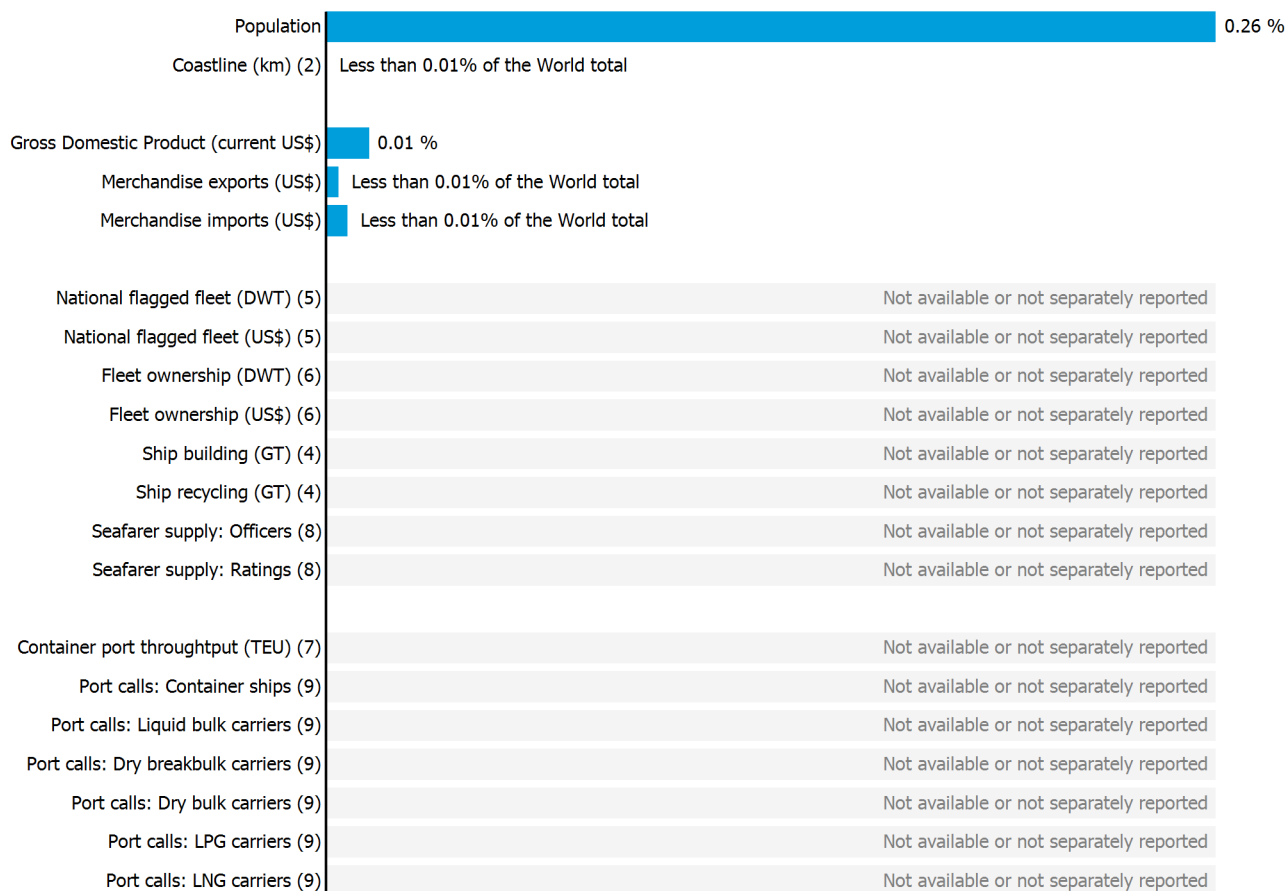 Population 0.26 %
Coastline (km) (2) Less than 0.01% of the World total
Gross Domestic Product (current US$) 0.01 %
Merchandise exports (US$) Less than 0.01% of the World total
Merchandise imports (US$) Less than 0.01% of the World total
National flagged fleet (DWT) (5) Not available or not separately reported
National flagged fleet (US$) (5) Not available or not separately reported
Fleet ownership (DWT) (6) Not available or not separately reported
Fleet ownership (US$) (6) Not available or not separately reported
Ship building (GT) (4) Not available or not separately reported
Ship recycling (GT) (4) Not available or not separately reported
Seafarer supply: Officers (8) Not available or not separately reported
Seafarer supply: Ratings (8) Not available or not separately reported
Container port throughtput (TEU) (7) Not available or not separately reported
Port calls: Container ships (9) Not available or not separately reported
Port calls: Liquid bulk carriers (9) Not available or not separately reported
Port calls: Dry breakbulk carriers (9) Not available or not separately reported
Port calls: Dry bulk carriers (9) Not available or not separately reported
Port calls: LPG carriers (9) Not available or not separately reported
Port calls: LNG carriers (9) Not available or not separately reported